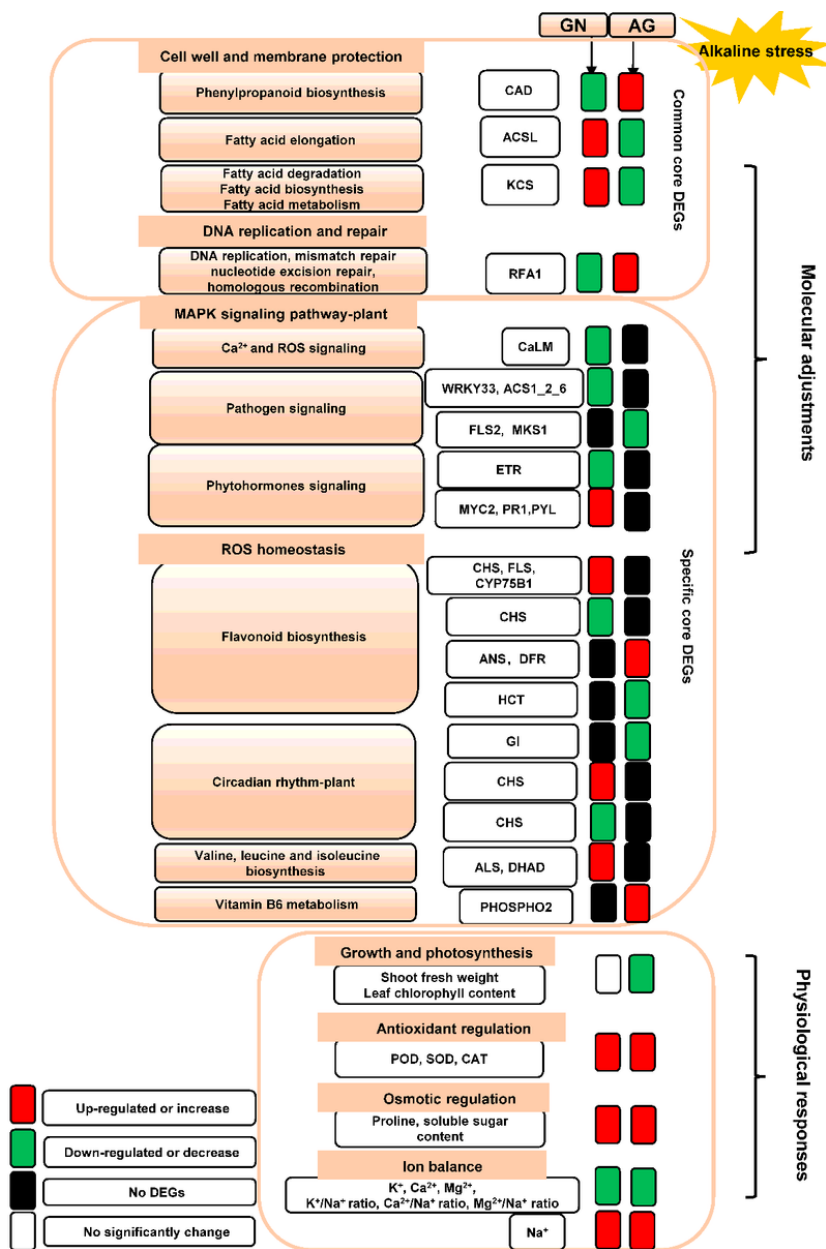 GN AG
Alkaline stress
Cell well and membrane protection
Phenylpropanoid biosynthesis
CAD
Fatty acid elongation
ACSL
Fatty acid degradation
Fatty acid biosynthesis
Fatty acid metabolism
KCS
Common core DEGs
DNA replication and repair
DNA replication, mismatch repair
nucleotide excision repair,
homologous recombination
RFA1
MAPK signaling pathway-plant
Ca²⁺ and ROS signaling
CaLM
Pathogen signaling
WRKY33, ACS1_2_6
FLS2, MKS1
Phytohormones signaling
ETR
MYC2, PR1,PYL
Molecular adjustments
ROS homeostasis
Flavonoid biosynthesis
CHS, FLS,
CYP75B1
CHS
ANS, DFR
HCT
Specific core DEGs
Circadian rhythm-plant
GI
CHS
CHS
Valine, leucine and isoleucine
biosynthesis
ALS, DHAD
Vitamin B6 metabolism
PHOSPHO2
Growth and photosynthesis
Shoot fresh weight
Leaf chlorophyll content
Antioxidant regulation
POD, SOD, CAT
Osmotic regulation
Proline, soluble sugar
content
Ion balance
K⁺, Ca²⁺, Mg²⁺,
K⁺/Na⁺ ratio, Ca²⁺/Na⁺ ratio, Mg²⁺/Na⁺ ratio
Na⁺
Physiological responses
Up-regulated or increase
Down-regulated or decrease
No DEGs
No significantly change